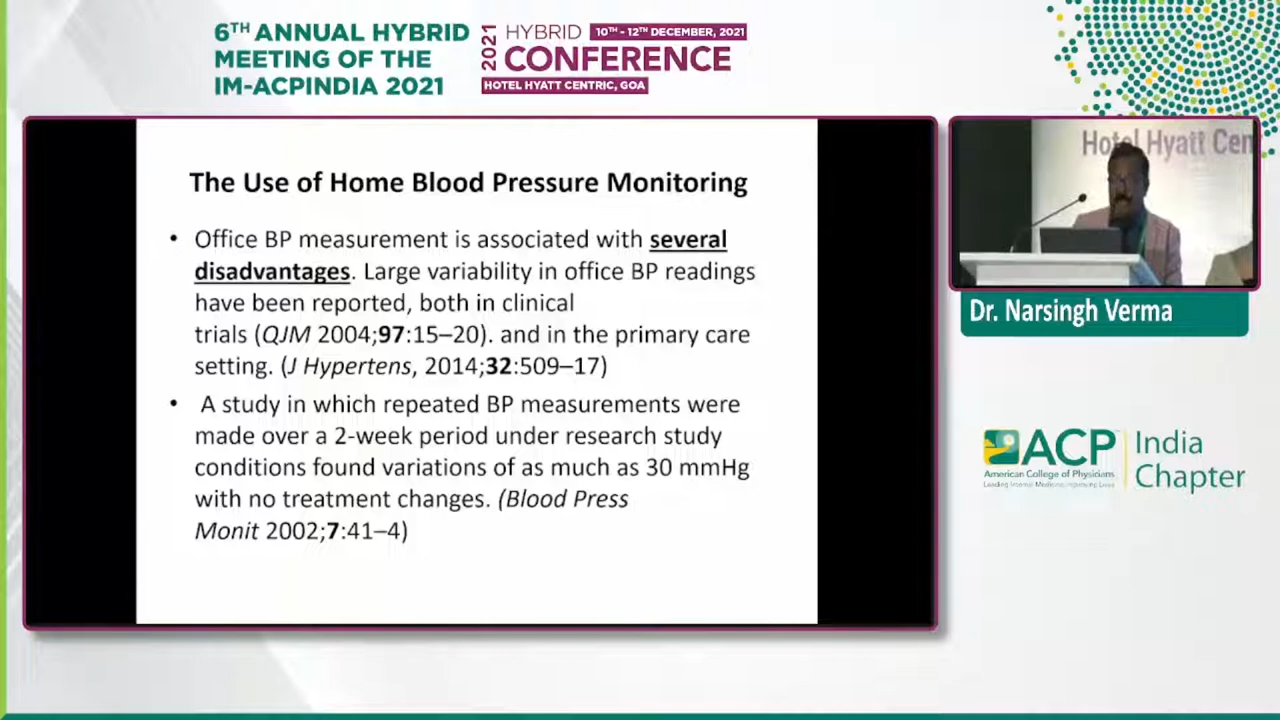 6TH ANNUAL HYBRID
MEETING OF THE
IM-ACPINDIA 2021
2021
HYBRID
10TH - 12TH DECEMBER, 2021
CONFERENCE
HOTEL HYATT CENTRIC, GOA
The Use of Home Blood Pressure Monitoring
• Office BP measurement is associated with several
disadvantages. Large variability in office BP readings
have been reported, both in clinical
trials (QJM 2004;97:15–20). and in the primary care
setting. (J Hypertens, 2014;32:509–17)
• A study in which repeated BP measurements were
made over a 2-week period under research study
conditions found variations of as much as 30 mmHg
with no treatment changes. (Blood Press
Monit 2002;7:41–4)
Hotel Hyatt Cen
Dr. Narsingh Verma
ACP
American College of Physicians
Leading Internal Medicine, Improving Lives
India
Chapter